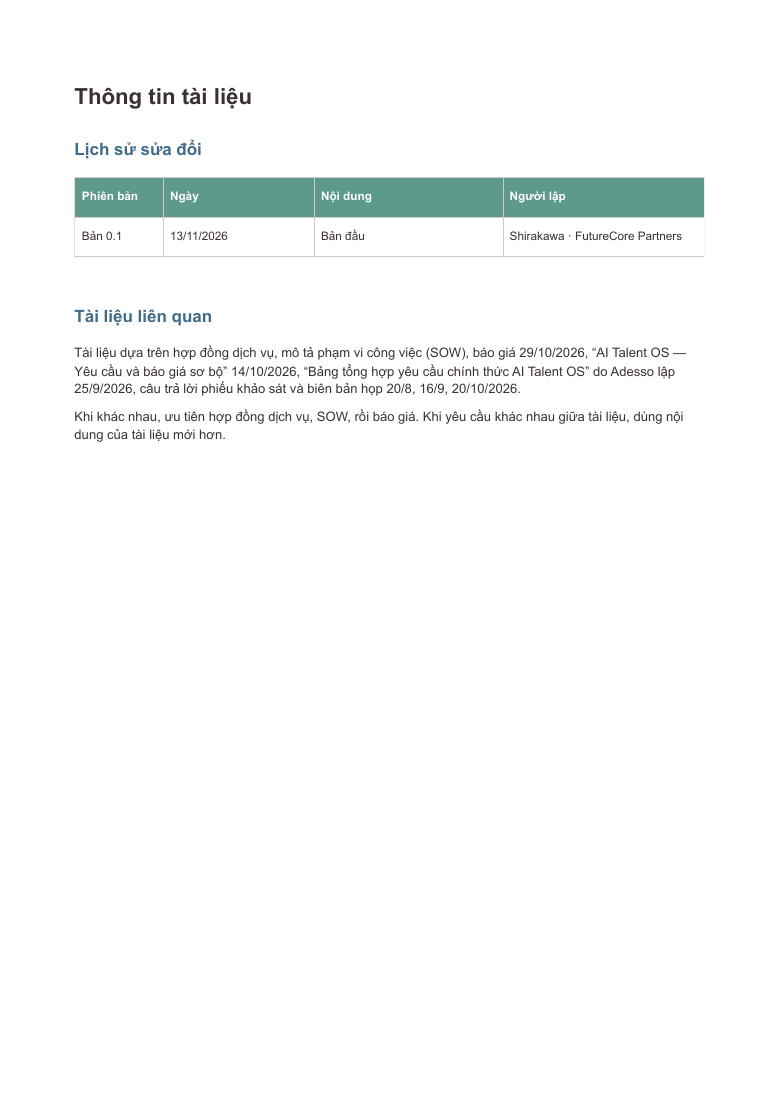 Thông tin tài liệu
Lịch sử sửa đổi
Phiên bản Ngày Nội dung Người lập
Bản 0.1 13/11/2026 Bản đầu Shirakawa · FutureCore Partners
Tài liệu liên quan
Tài liệu dựa trên hợp đồng dịch vụ, mô tả phạm vi công việc (SOW), báo giá 29/10/2026, “AI Talent OS —
Yêu cầu và báo giá sơ bộ” 14/10/2026, “Bảng tổng hợp yêu cầu chính thức AI Talent OS” do Adesso lập
25/9/2026, câu trả lời phiếu khảo sát và biên bản họp 20/8, 16/9, 20/10/2026.
Khi khác nhau, ưu tiên hợp đồng dịch vụ, SOW, rồi báo giá. Khi yêu cầu khác nhau giữa tài liệu, dùng nội
dung của tài liệu mới hơn.